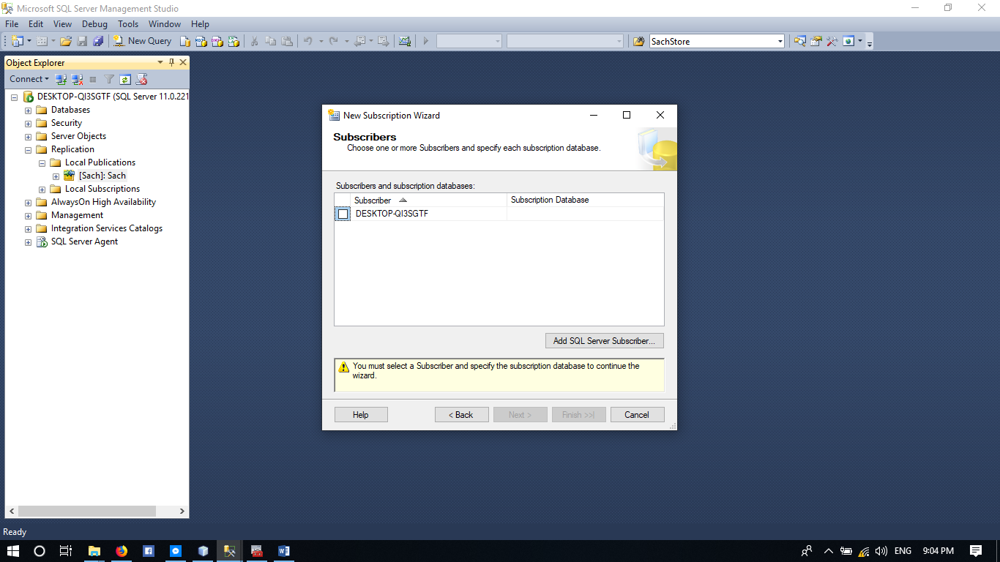 Microsoft SQL Server Management Studio
File Edit View Debug Tools Window Help
New Query
SachStore
Object Explorer
Connect
DESKTOP-QI3SGTF (SQL Server 11.0.221
Databases
Security
Server Objects
Replication
Local Publications
[Sach]: Sach
Local Subscriptions
AlwaysOn High Availability
Management
Integration Services Catalogs
SQL Server Agent
New Subscription Wizard
Subscribers
Choose one or more Subscribers and specify each subscription database.
Subscribers and subscription databases:
Subscriber Subscription Database
DESKTOP-QI3SGTF
Add SQL Server Subscriber...
You must select a Subscriber and specify the subscription database to continue the
wizard.
Help < Back Next > Finish >>| Cancel
Ready
ENG 9:04 PM